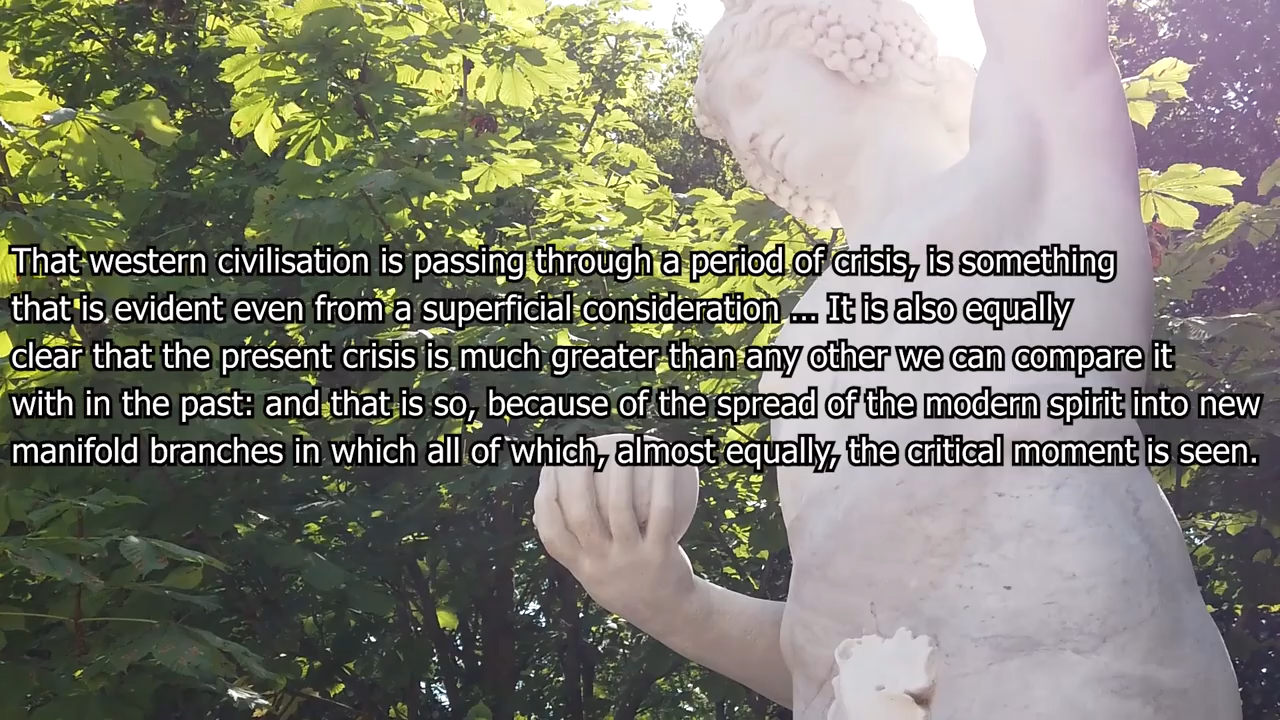 That western civilisation is passing through a period of crisis, is something
that is evident even from a superficial consideration ... It is also equally
clear that the present crisis is much greater than any other we can compare it
with in the past: and that is so, because of the spread of the modern spirit into new
manifold branches in which all of which, almost equally, the critical moment is seen.